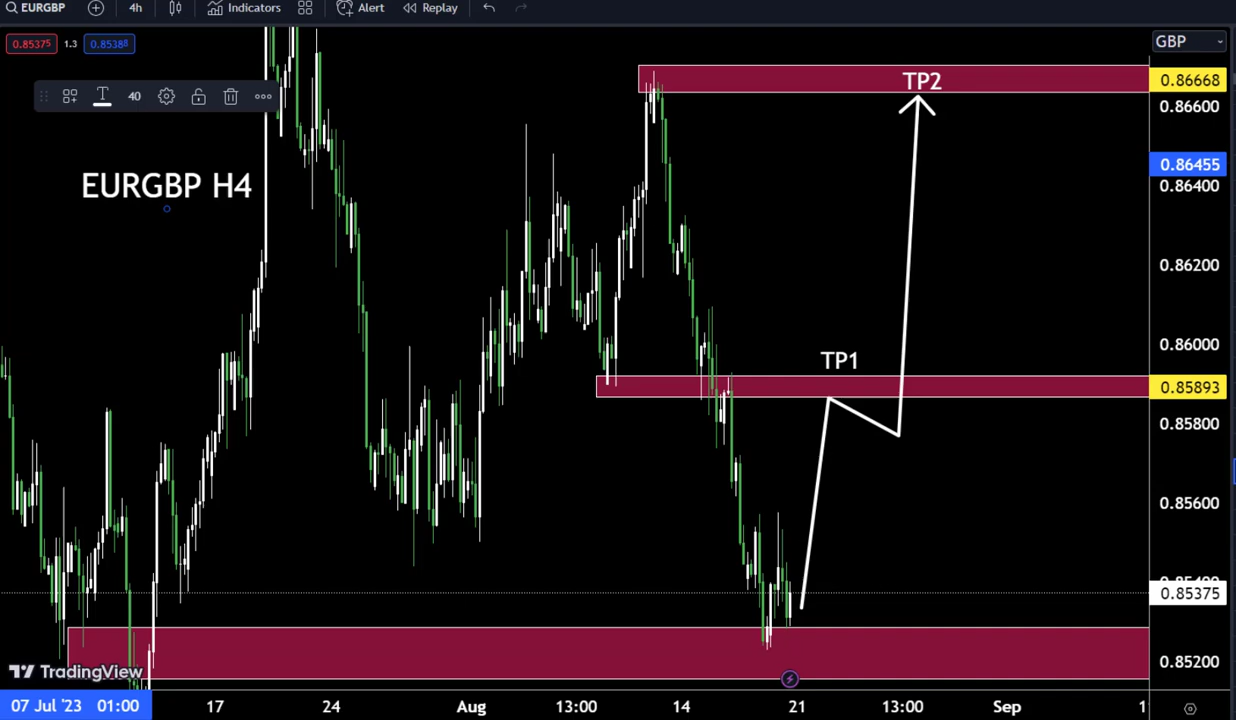 EURGBP 4h Indicators Alert Replay
0.85375 1.3 0.85388
GBP
TP2
0.86668
0.86600
40
0.86455
EURGBP H4
0.86400
0.86200
0.86000
TP1
0.85893
0.85800
0.85600
0.85400
0.85375
0.85200
TradingView
07 Jul '23 01:00 17 24 Aug 13:00 14 21 13:00 Sep